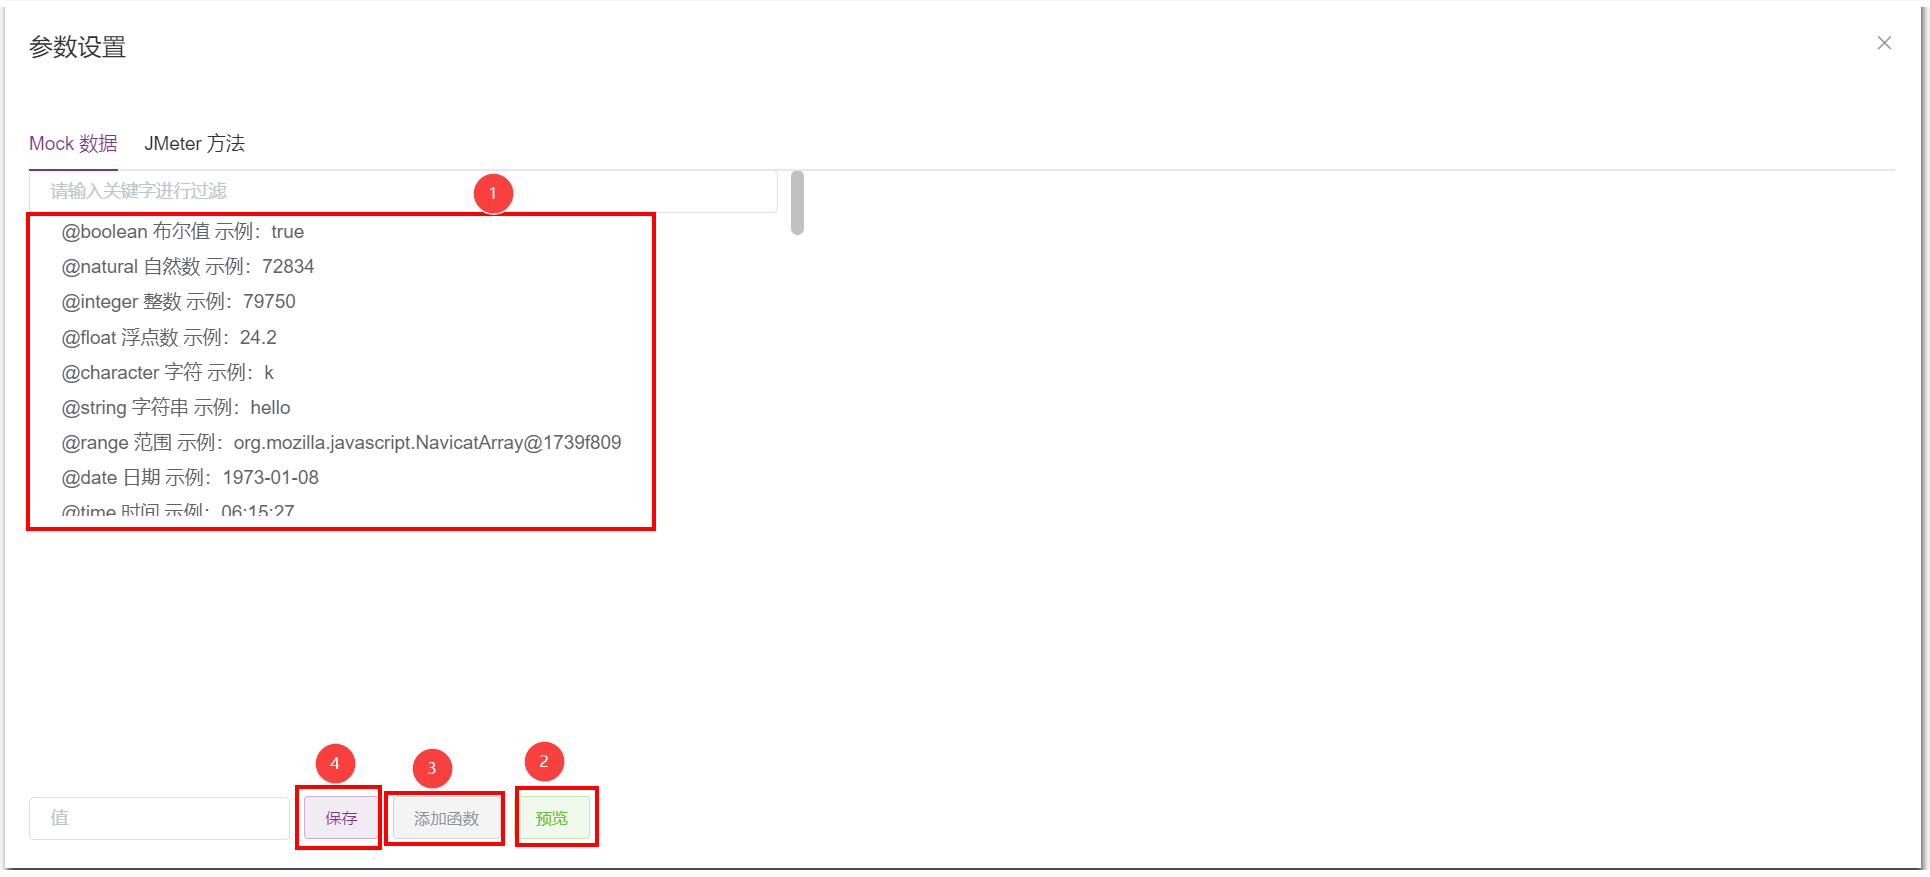 参数设置
Mock 数据 JMeter 方法
请输入关键字进行过滤
1
@boolean 布尔值 示例：true
@natural 自然数 示例：72834
@integer 整数 示例：79750
@float 浮点数 示例：24.2
@character 字符 示例：k
@string 字符串 示例：hello
@range 范围 示例：org.mozilla.javascript.NavicatArray@1739f809
@date 日期 示例：1973-01-08
@time 时间 示例：06:15:27
4 3 2
值 保存 添加函数 预览